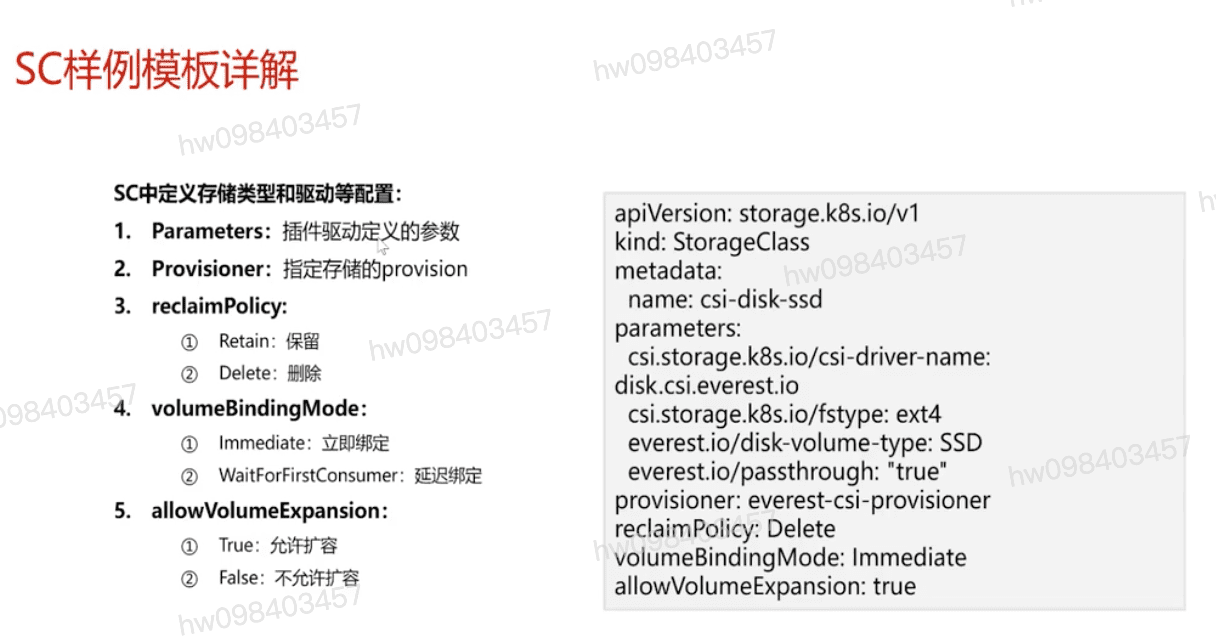 SC样例模板详解
SC中定义存储类型和驱动等配置：
1. Parameters：插件驱动定义的参数
2. Provisioner：指定存储的provision
3. reclaimPolicy:
① Retain：保留
② Delete：删除
4. volumeBindingMode：
① Immediate：立即绑定
② WaitForFirstConsumer：延迟绑定
5. allowVolumeExpansion：
① True：允许扩容
② False：不允许扩容
apiVersion: storage.k8s.io/v1
kind: StorageClass
metadata:
  name: csi-disk-ssd
parameters:
  csi.storage.k8s.io/csi-driver-name:
disk.csi.everest.io
  csi.storage.k8s.io/fstype: ext4
  everest.io/disk-volume-type: SSD
  everest.io/passthrough: "true"
provisioner: everest-csi-provisioner
reclaimPolicy: Delete
volumeBindingMode: Immediate
allowVolumeExpansion: true
hw098403457
hw098403457
hw098403457
hw098403457
098403457
hw098403457
hw098403457
hw098403457